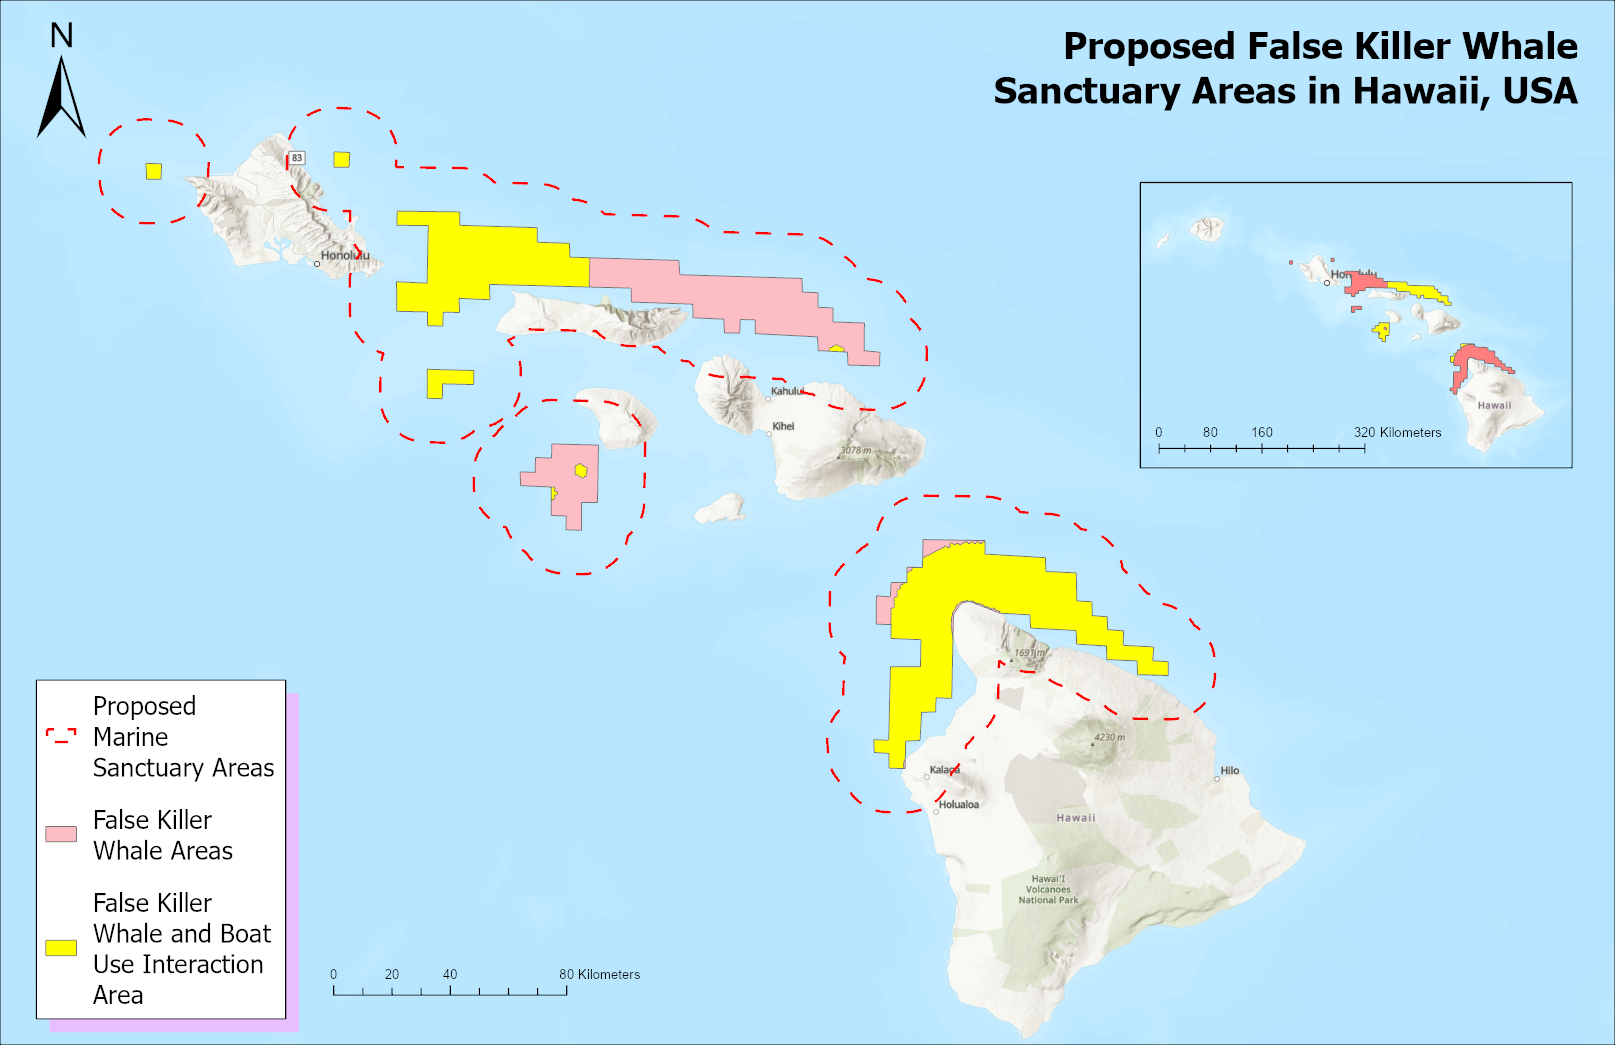 N
Proposed False Killer Whale
Sanctuary Areas in Hawaii, USA
83
Honolulu
Kahului
Kihei
3078 m
Honolulu
Hawaii
0 80 160 320 Kilometers
1691 m
4230 m
Kalaoa
Holualoa
Hilo
Hawaii
Hawai'I
Volcanoes
National Park
Proposed
Marine
Sanctuary Areas
False Killer
Whale Areas
False Killer
Whale and Boat
Use Interaction
Area
0 20 40 80 Kilometers